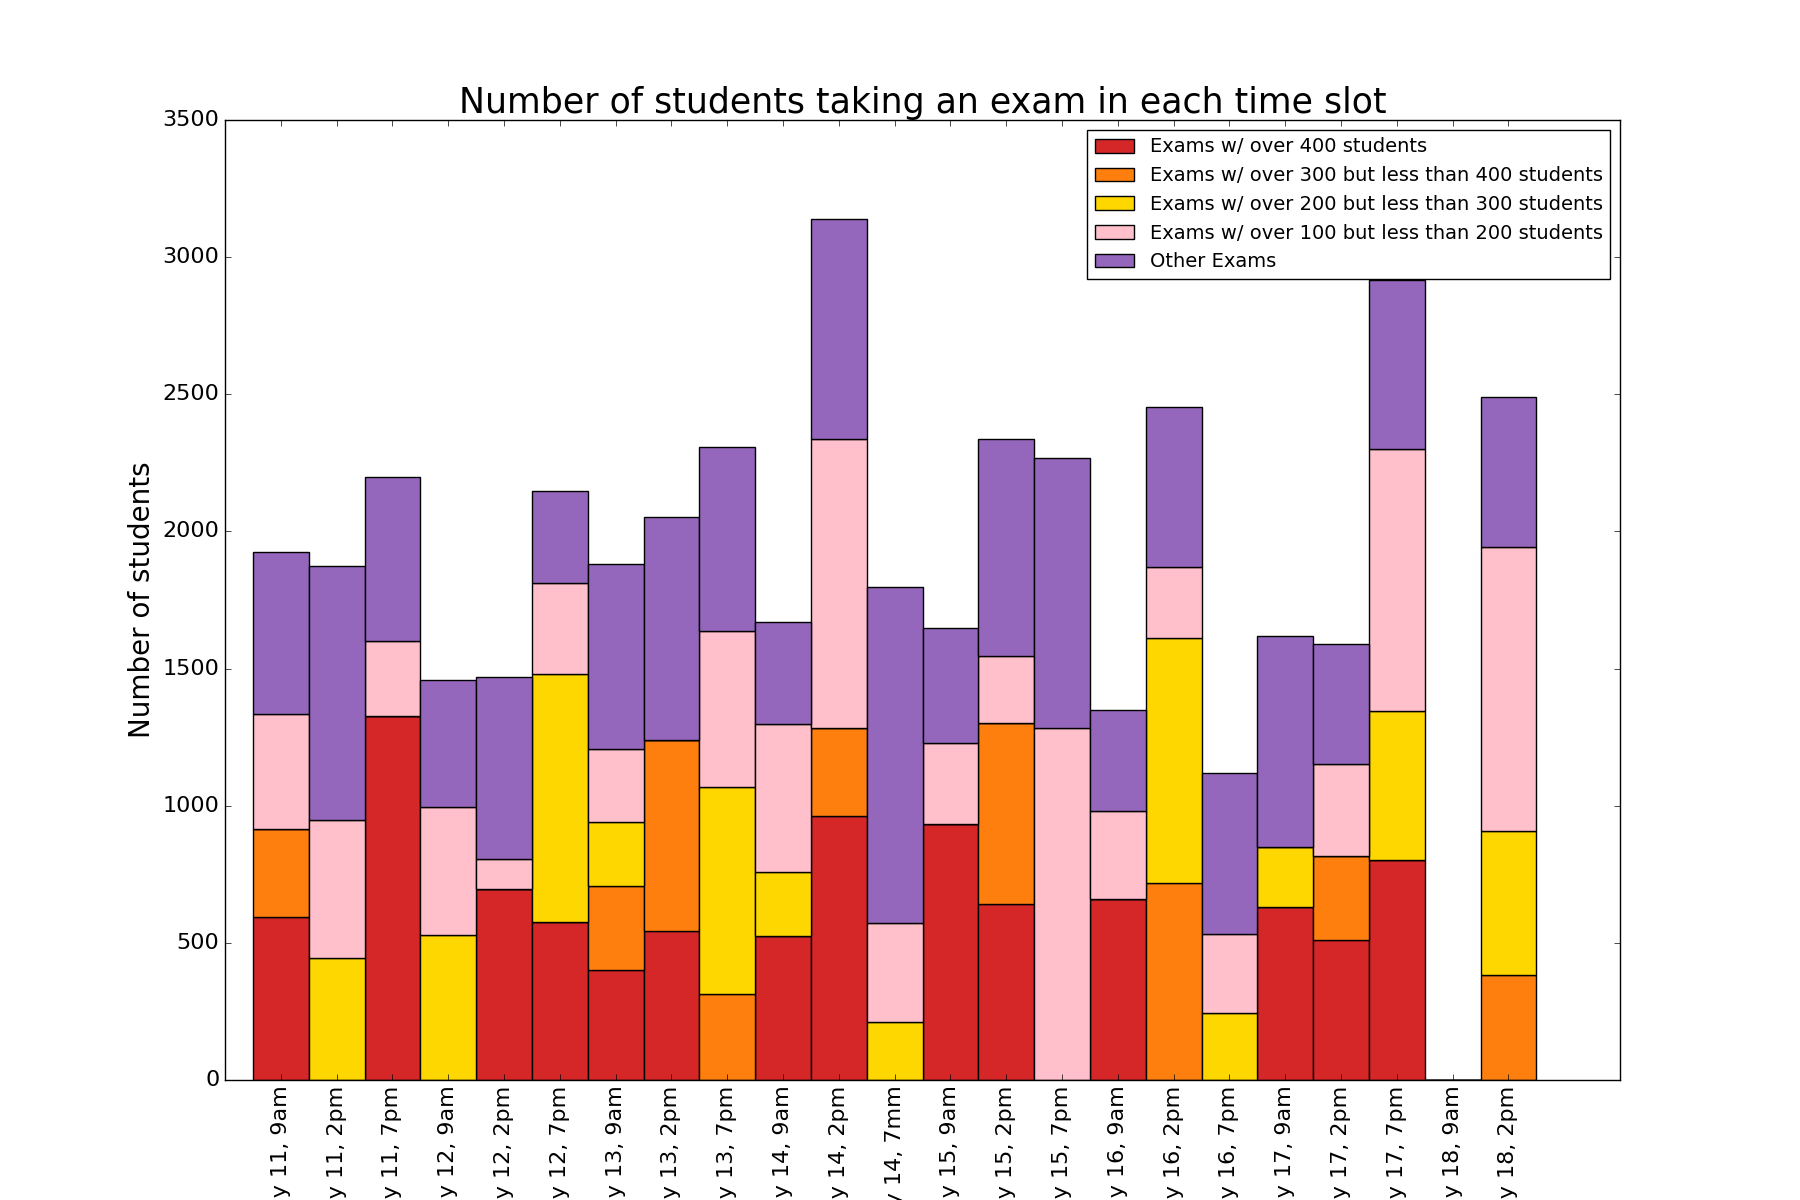 Number of students taking an exam in each time slot
Exams w/ over 400 students
Exams w/ over 300 but less than 400 students
Exams w/ over 200 but less than 300 students
Exams w/ over 100 but less than 200 students
Other Exams
Number of students
3500
3000
2500
2000
1500
1000
500
0
y 11, 9am
y 11, 2pm
y 11, 7pm
y 12, 9am
y 12, 2pm
y 12, 7pm
y 13, 9am
y 13, 2pm
y 13, 7pm
y 14, 9am
y 14, 2pm
y 14, 7mm
y 15, 9am
y 15, 2pm
y 15, 7pm
y 16, 9am
y 16, 2pm
y 16, 7pm
y 17, 9am
y 17, 2pm
y 17, 7pm
y 18, 9am
y 18, 2pm